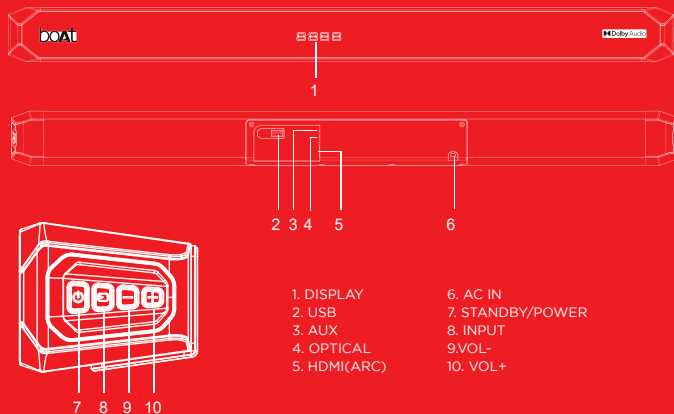 boAt
8888
Dolby Audio
1
2 3 4 5 6
1. DISPLAY
2. USB
3. AUX
4. OPTICAL
5. HDMI(ARC)
6. AC IN
7. STANDBY/POWER
8. INPUT
9.VOL-
10. VOL+
7 8 9 10